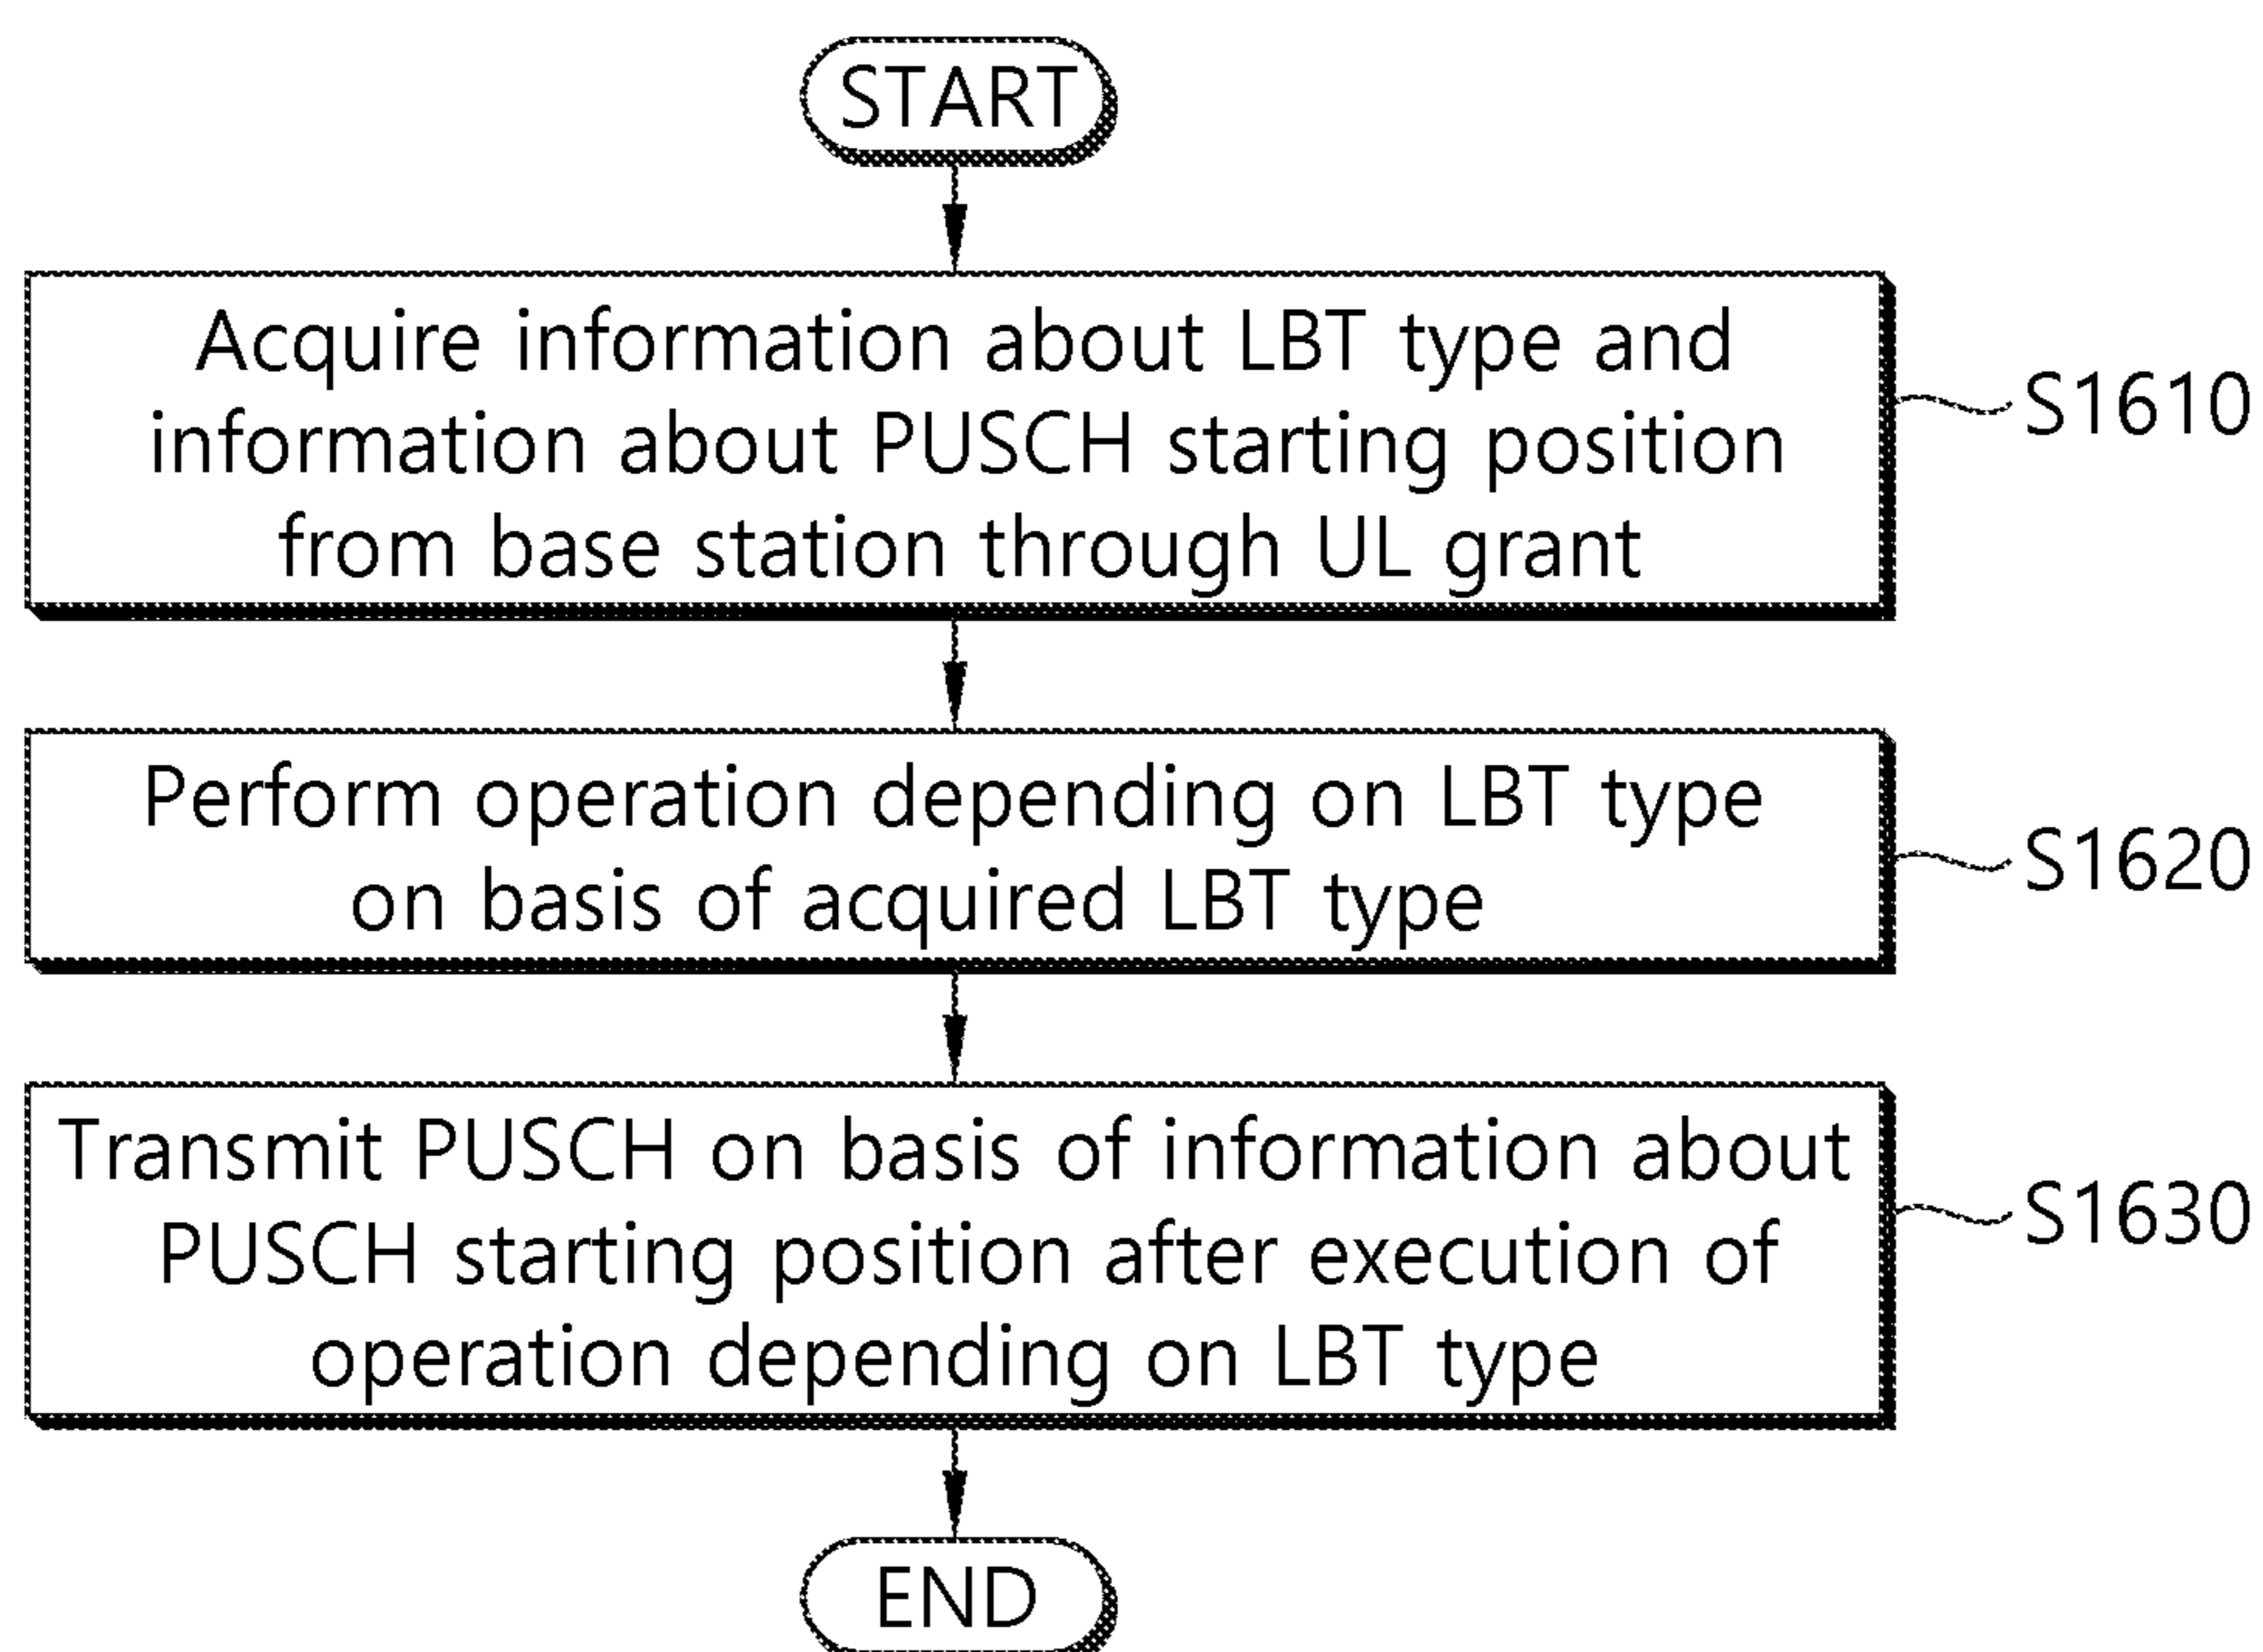 START
Acquire information about LBT type and
information about PUSCH starting position
from base station through UL grant
S1610
Perform operation depending on LBT type
on basis of acquired LBT type
S1620
Transmit PUSCH on basis of information about
PUSCH starting position after execution of
operation depending on LBT type
S1630
END